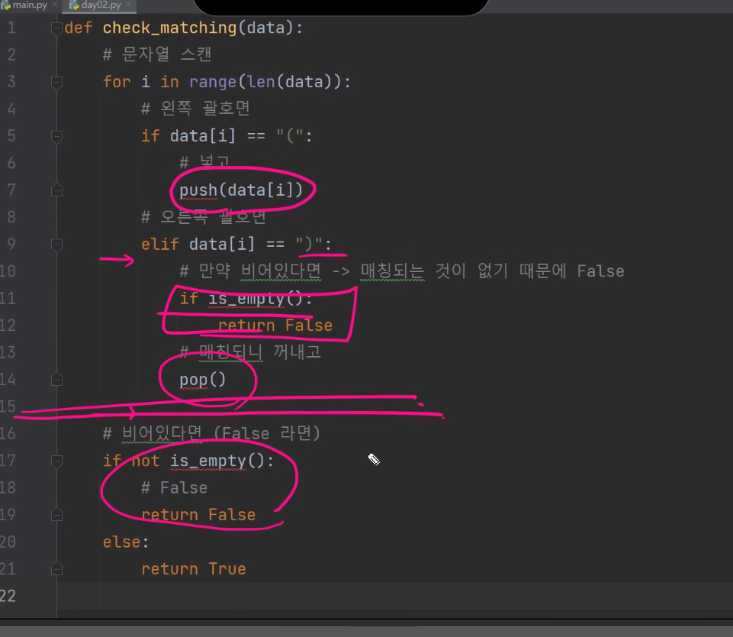 main.py day02.py
1 def check_matching(data):
2 # 문자열 스캔
3 for i in range(len(data)):
4 # 왼쪽 괄호면
5 if data[i] == "(":
6 # 넣고
7 push(data[i])
8 # 오른쪽 괄호면
9 elif data[i] == ")":
10 # 만약 비어있다면 -> 매칭되는 것이 없기 때문에 False
11 if is_empty():
12 return False
13 # 매칭되니 꺼내고
14 pop()
15
16 # 비어있다면 (False 라면)
17 if not is_empty():
18 # False
19 return False
20 else:
21 return True
22